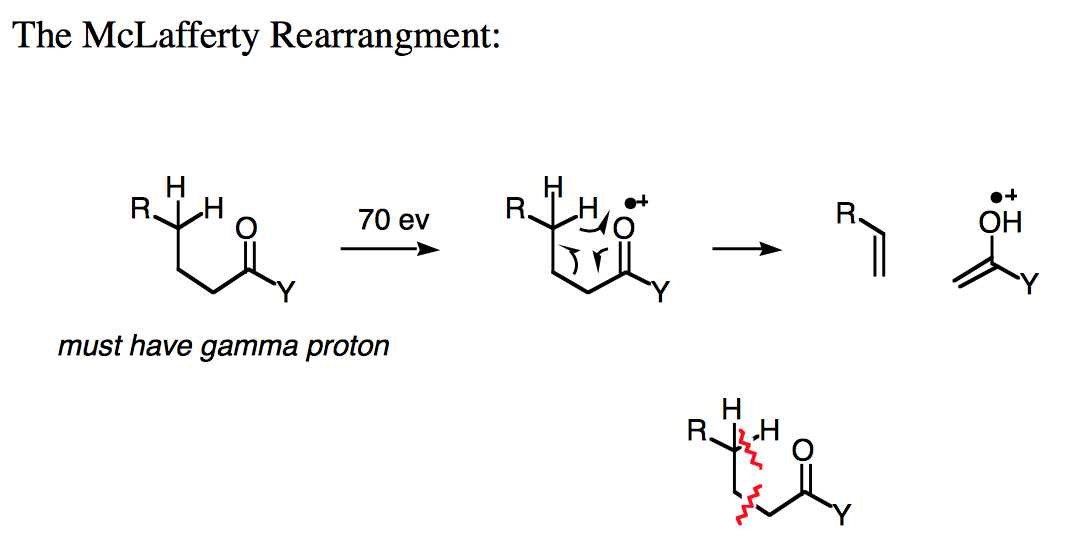 The McLafferty Rearrangment:
H
R H
O
Y
70 ev
H
R H •+
O
Y
R
•+
OH
Y
must have gamma proton
H
R H
O
Y